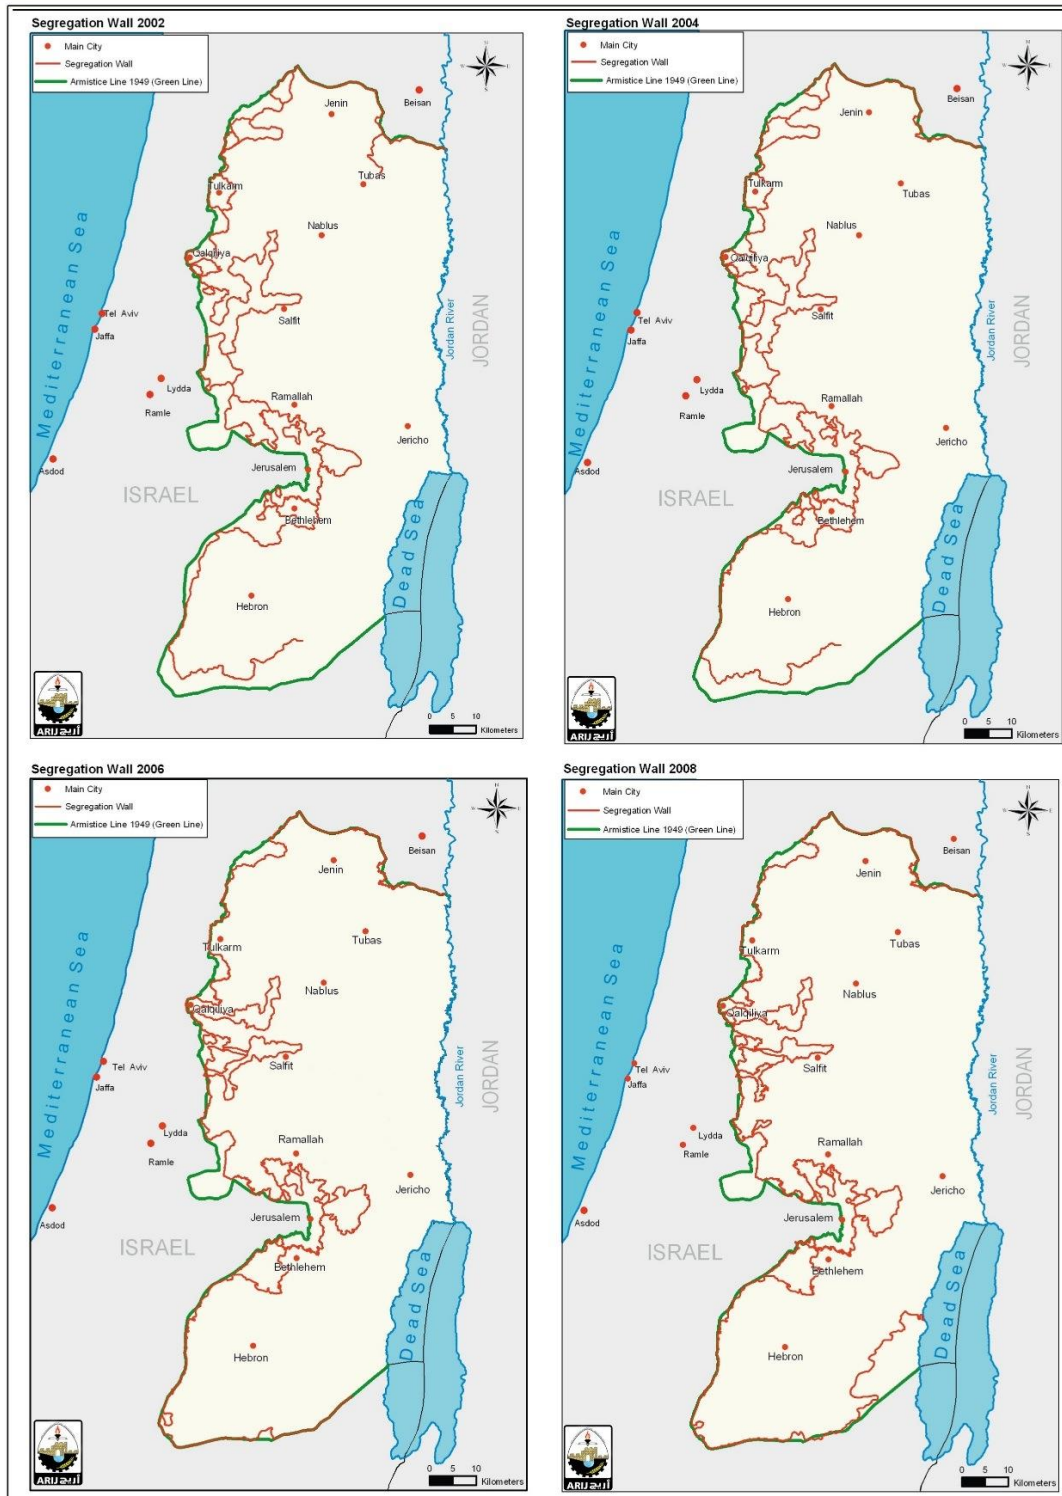 Segregation Wall 2002
Main City
Segregation Wall
Armistice Line 1949 (Green Line)
N
W
E
S
Mediterranean Sea
Jenin
Beisan
Tubas
Tulkarm
Nablus
Qalqiliya
Tel Aviv
Jaffa
Salfit
Jordan River
JORDAN
Lydda
Ramle
Ramallah
Jericho
Asdod
Jerusalem
ISRAEL
Bethlehem
Dead Sea
Hebron
ARIJ أريج
0 5 10
Kilometers
Segregation Wall 2004
Main City
Segregation Wall
Armistice Line 1949 (Green Line)
N
W
E
S
Mediterranean Sea
Jenin
Beisan
Tubas
Tulkarm
Nablus
Qalqiliya
Tel Aviv
Jaffa
Salfit
Jordan River
JORDAN
Lydda
Ramle
Ramallah
Jericho
Asdod
Jerusalem
ISRAEL
Bethlehem
Dead Sea
Hebron
ARIJ أريج
0 5 10
Kilometers
Segregation Wall 2006
Main City
Segregation Wall
Armistice Line 1949 (Green Line)
N
W
E
S
Mediterranean Sea
Jenin
Beisan
Tubas
Tulkarm
Nablus
Qalqiliya
Tel Aviv
Jaffa
Salfit
Jordan River
JORDAN
Lydda
Ramle
Ramallah
Jericho
Asdod
Jerusalem
ISRAEL
Bethlehem
Dead Sea
Hebron
ARIJ أريج
0 5 10
Kilometers
Segregation Wall 2008
Main City
Segregation Wall
Armistice Line 1949 (Green Line)
N
W
E
S
Mediterranean Sea
Jenin
Beisan
Tubas
Tulkarm
Nablus
Qalqiliya
Tel Aviv
Jaffa
Salfit
Jordan River
JORDAN
Lydda
Ramle
Ramallah
Jericho
Asdod
Jerusalem
ISRAEL
Bethlehem
Dead Sea
Hebron
ARIJ أريج
0 5 10
Kilometers